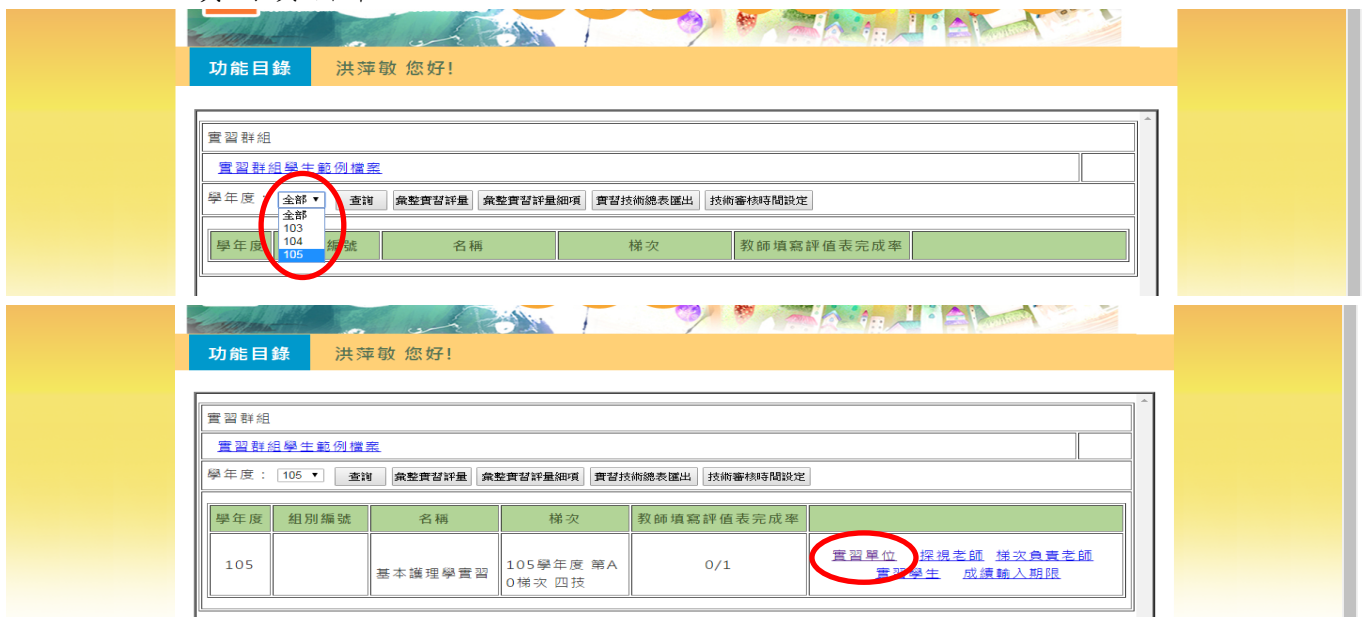 功能目錄 洪萍敏 您好!
實習群組
實習群組學生範例檔案
學年度： 全部 ▼ 查詢 彙整實習評量 彙整實習評量細項 實習技術總表匯出 技術審核時間設定
全部
103
104
105
學年度 編號 名稱 梯次 教師填寫評值表完成率
功能目錄 洪萍敏 您好!
實習群組
實習群組學生範例檔案
學年度： 105 ▼ 查詢 彙整實習評量 彙整實習評量細項 實習技術總表匯出 技術審核時間設定
學年度 組別編號 名稱 梯次 教師填寫評值表完成率
105 基本護理學實習 105學年度 第A 0/1 實習單位 探視老師 梯次負責老師
0梯次 四技 實習學生 成績輸入期限